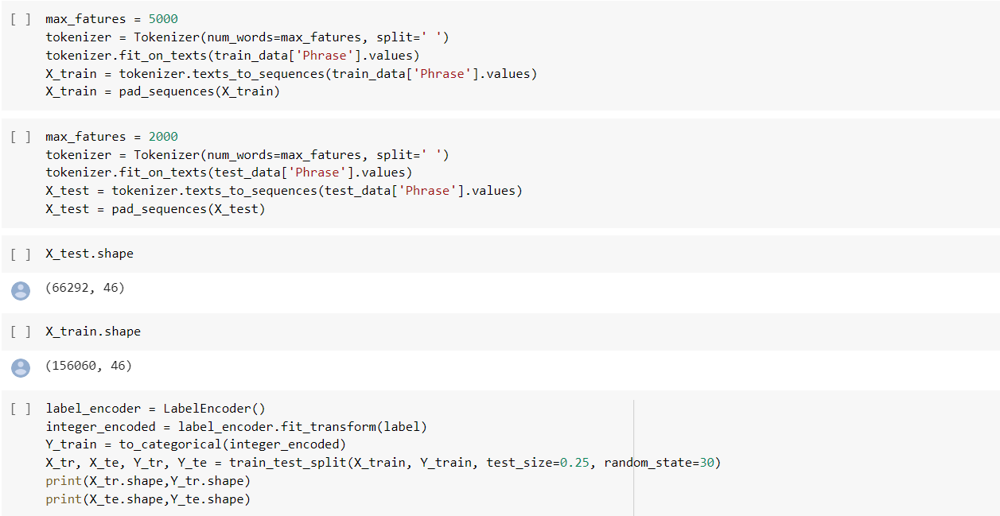 [ ] max_fatures = 5000
tokenizer = Tokenizer(num_words=max_fatures, split=' ')
tokenizer.fit_on_texts(train_data['Phrase'].values)
X_train = tokenizer.texts_to_sequences(train_data['Phrase'].values)
X_train = pad_sequences(X_train)
[ ] max_fatures = 2000
tokenizer = Tokenizer(num_words=max_fatures, split=' ')
tokenizer.fit_on_texts(test_data['Phrase'].values)
X_test = tokenizer.texts_to_sequences(test_data['Phrase'].values)
X_test = pad_sequences(X_test)
[ ] X_test.shape
(66292, 46)
[ ] X_train.shape
(156060, 46)
[ ] label_encoder = LabelEncoder()
integer_encoded = label_encoder.fit_transform(label)
Y_train = to_categorical(integer_encoded)
X_tr, X_te, Y_tr, Y_te = train_test_split(X_train, Y_train, test_size=0.25, random_state=30)
print(X_tr.shape,Y_tr.shape)
print(X_te.shape,Y_te.shape)